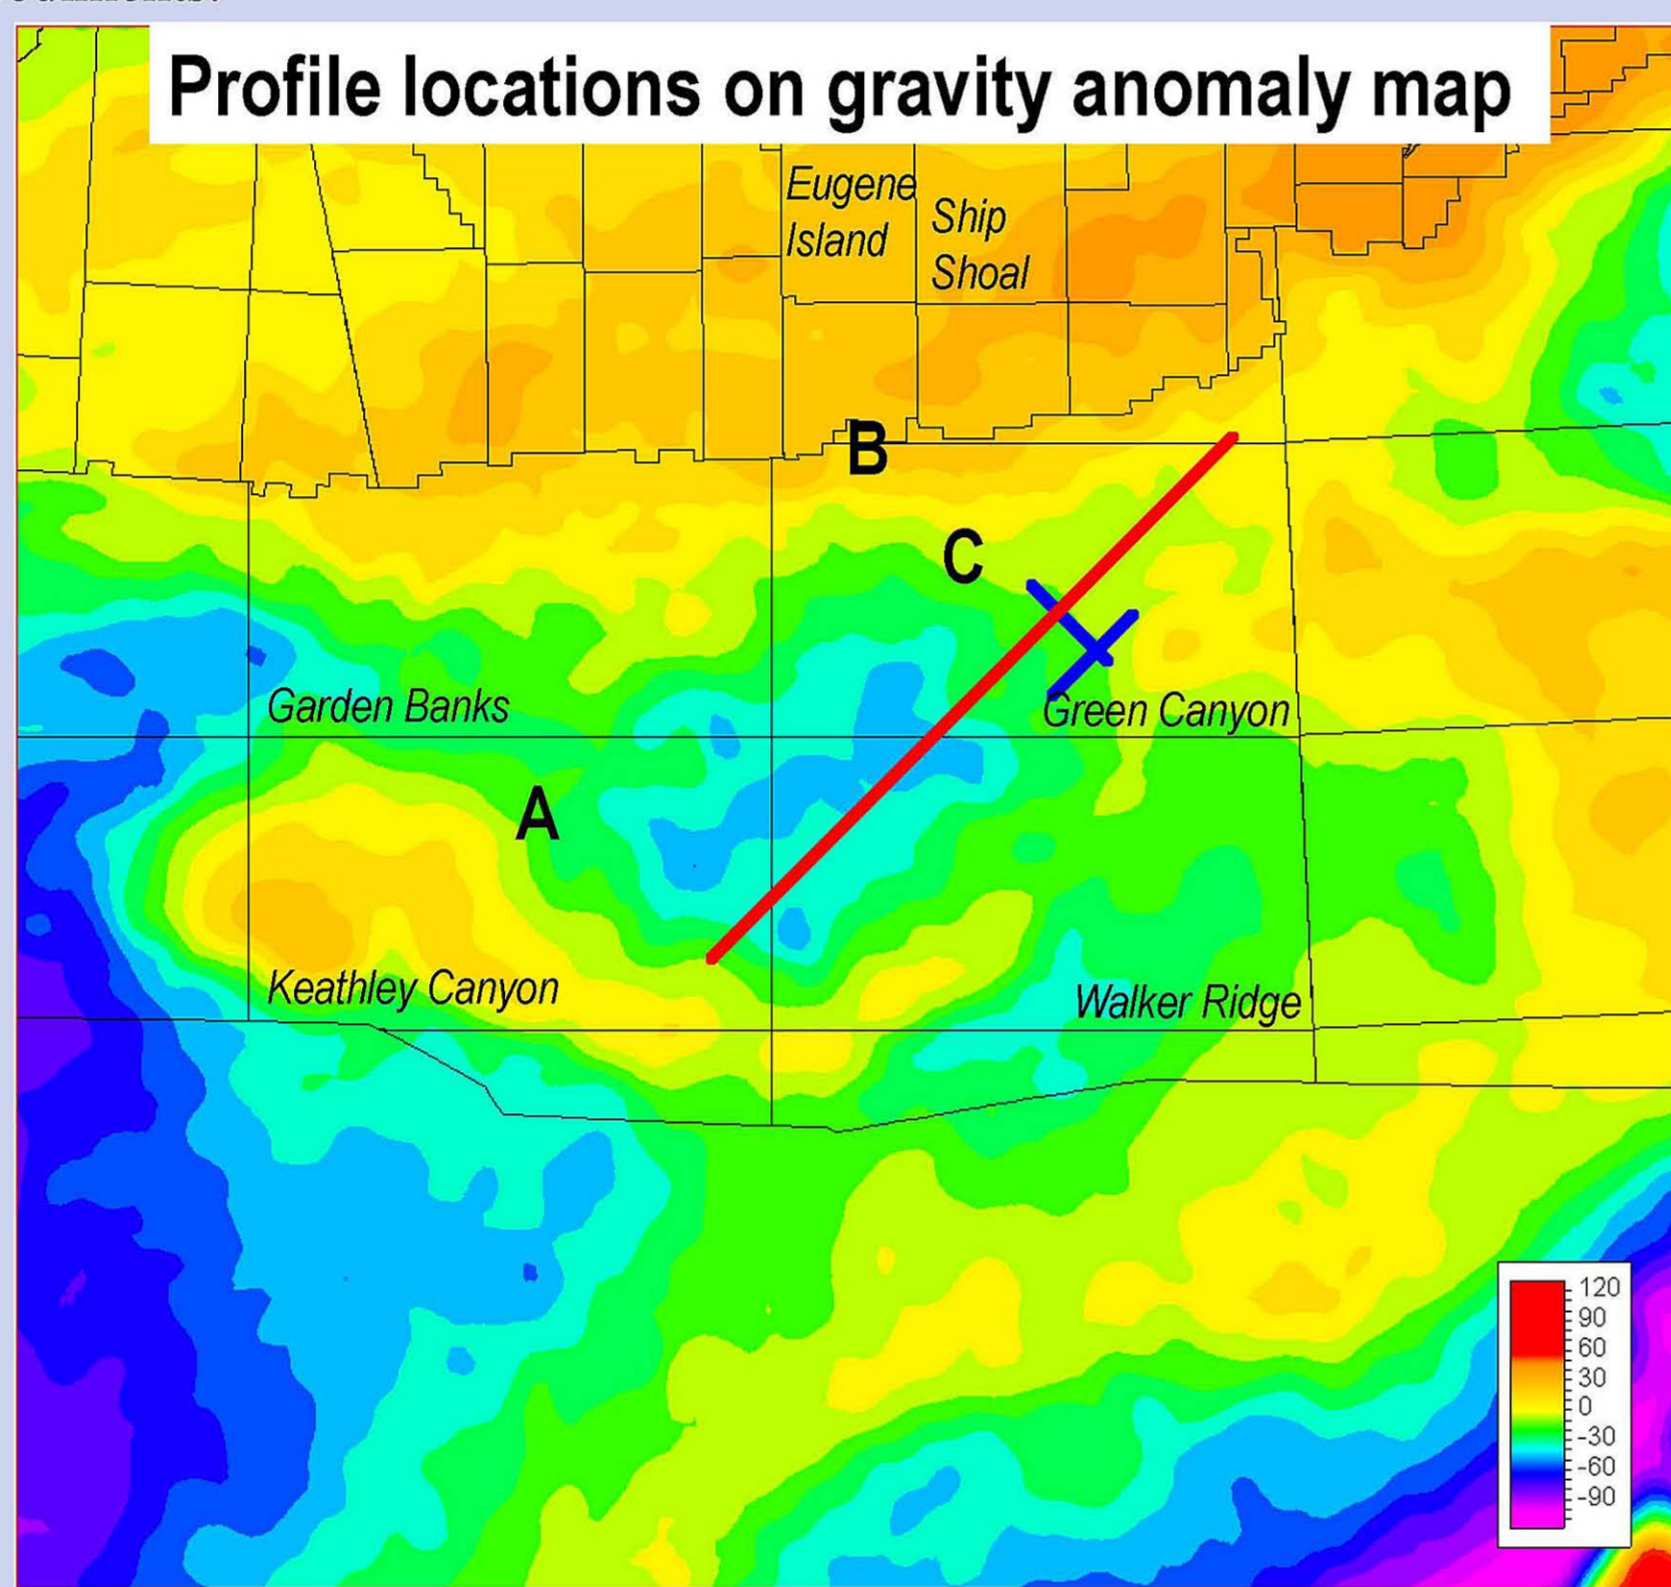 Profile locations on gravity anomaly map
Eugene
Island
Ship
Shoal
B
C
Garden Banks
Green Canyon
A
Keathley Canyon
Walker Ridge
120
90
60
30
0
-30
-60
-90